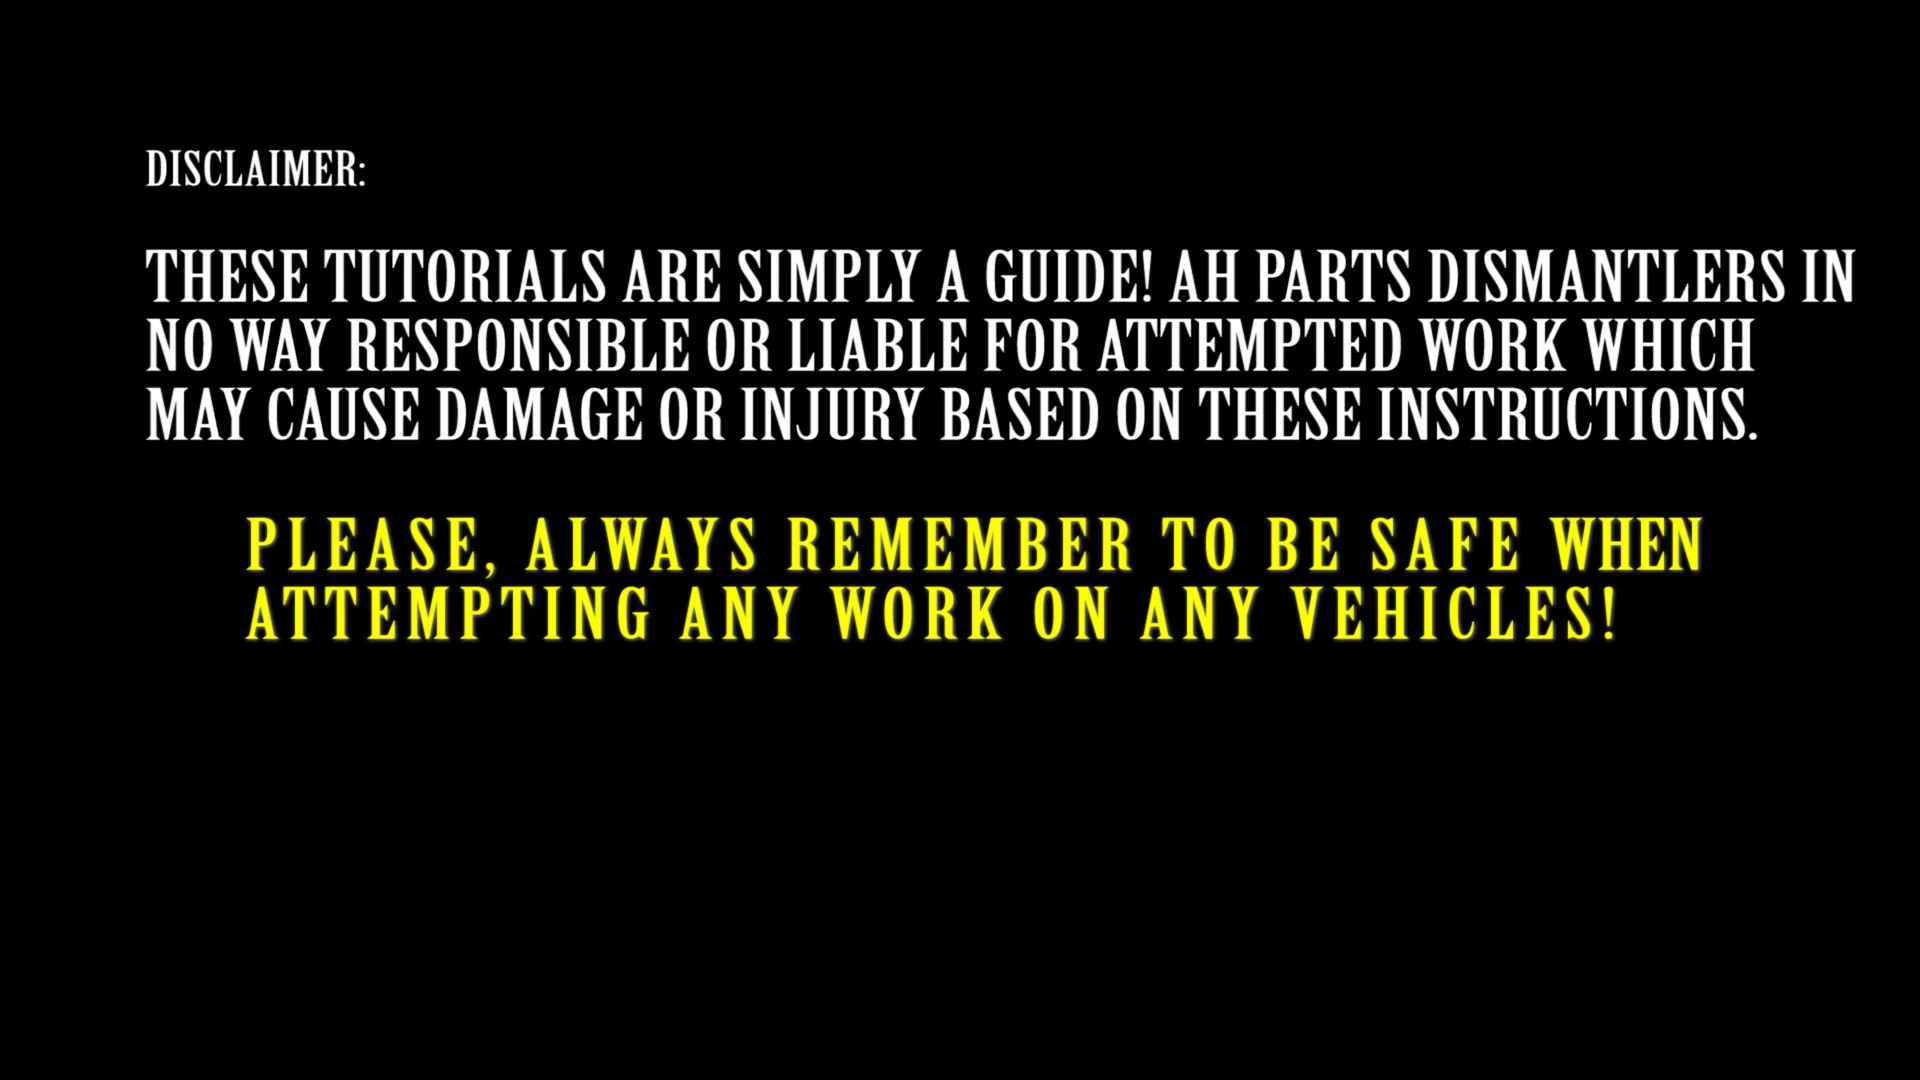 DISCLAIMER:
THESE TUTORIALS ARE SIMPLY A GUIDE! AH PARTS DISMANTLERS IN
NO WAY RESPONSIBLE OR LIABLE FOR ATTEMPTED WORK WHICH
MAY CAUSE DAMAGE OR INJURY BASED ON THESE INSTRUCTIONS.
PLEASE, ALWAYS REMEMBER TO BE SAFE WHEN
ATTEMPTING ANY WORK ON ANY VEHICLES!